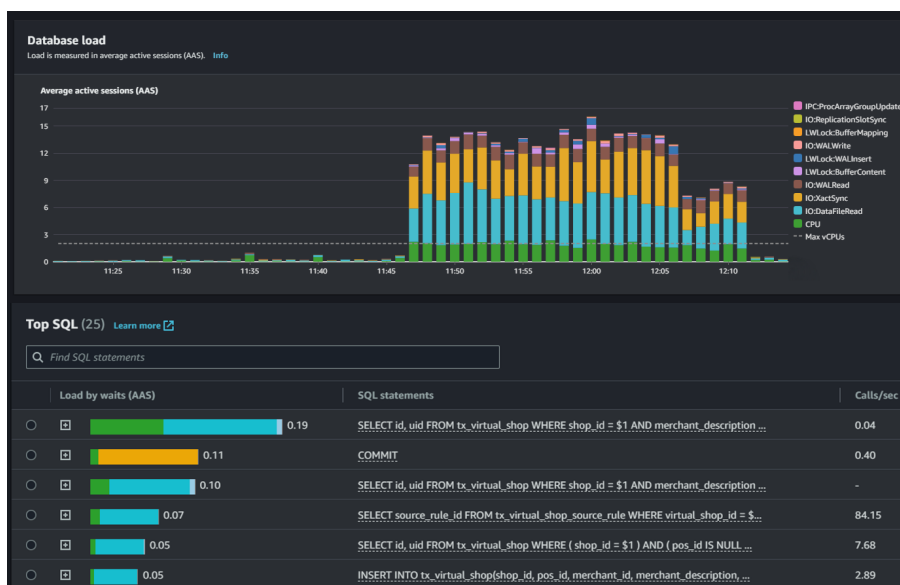 Database load
Load is measured in average active sessions (AAS). Info
Average active sessions (AAS)
17
15
12
9
6
3
0
11:25
11:30
11:35
11:40
11:45
11:50
11:55
12:00
12:05
12:10
IPC:ProcArrayGroupUpdate
IO:ReplicationSlotSync
LWLock:BufferMapping
IO:WALWrite
LWLock:WALInsert
LWLock:BufferContent
IO:WALRead
IO:XactSync
IO:DataFileRead
CPU
Max vCPUs
Top SQL (25) Learn more
Find SQL statements
Load by waits (AAS) SQL statements Calls/sec
0.19 SELECT id, uid FROM tx_virtual_shop WHERE shop_id = $1 AND merchant_description ... 0.04
0.11 COMMIT 0.40
0.10 SELECT id, uid FROM tx_virtual_shop WHERE shop_id = $1 AND merchant_description ... -
0.07 SELECT source_rule_id FROM tx_virtual_shop_source_rule WHERE virtual_shop_id = $... 84.15
0.05 SELECT id, uid FROM tx_virtual_shop WHERE ( shop_id = $1 ) AND ( pos_id IS NULL ... 7.68
0.05 INSERT INTO tx_virtual_shop(shop_id, pos_id, merchant_id, merchant_description, ... 2.89